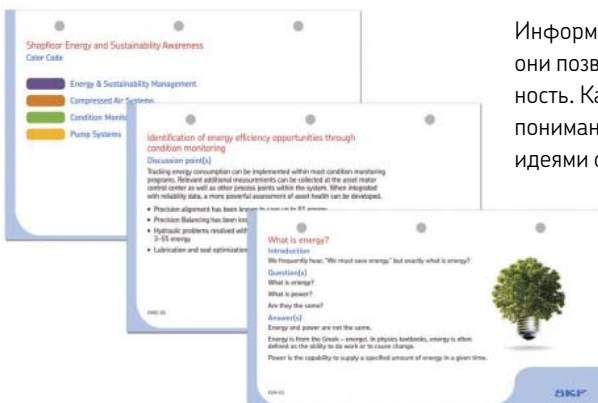 Shopfloor Energy and Sustainability Awareness
Color Code
Energy & Sustainability Management
Compressed Air Systems
Condition
Pump Systems
Identification of energy efficiency opportunities through
condition monitoring
Discussion point(s)
Tracking energy consumption can be implemented within most condition monitoring
programs. Relevant additional measurements can be collected at the asset motor
control center as well as other process points within the system. When integrated
with reliability data, a more powerful assessment of asset health can be developed.
• Precision alignment has been known to
• Precision Balancing has been
• Hydraulic problems resolved with
3–5% energy
• Lubrication and seal optimization
What is energy?
Introduction
We frequently hear, "We must save energy," but exactly what is energy?
Question(s)
What is energy?
What is power?
Are they the same?
Answer(s)
Energy and power are not the same.
Energy is from the Greek – energei. In physics textbooks, energy is often
defined as the ability to do work or to cause change.
Power is the capability to supply a specified amount of energy in a given time.
SKF
Информ
они позв
ность. Ка
пониман
идеями о